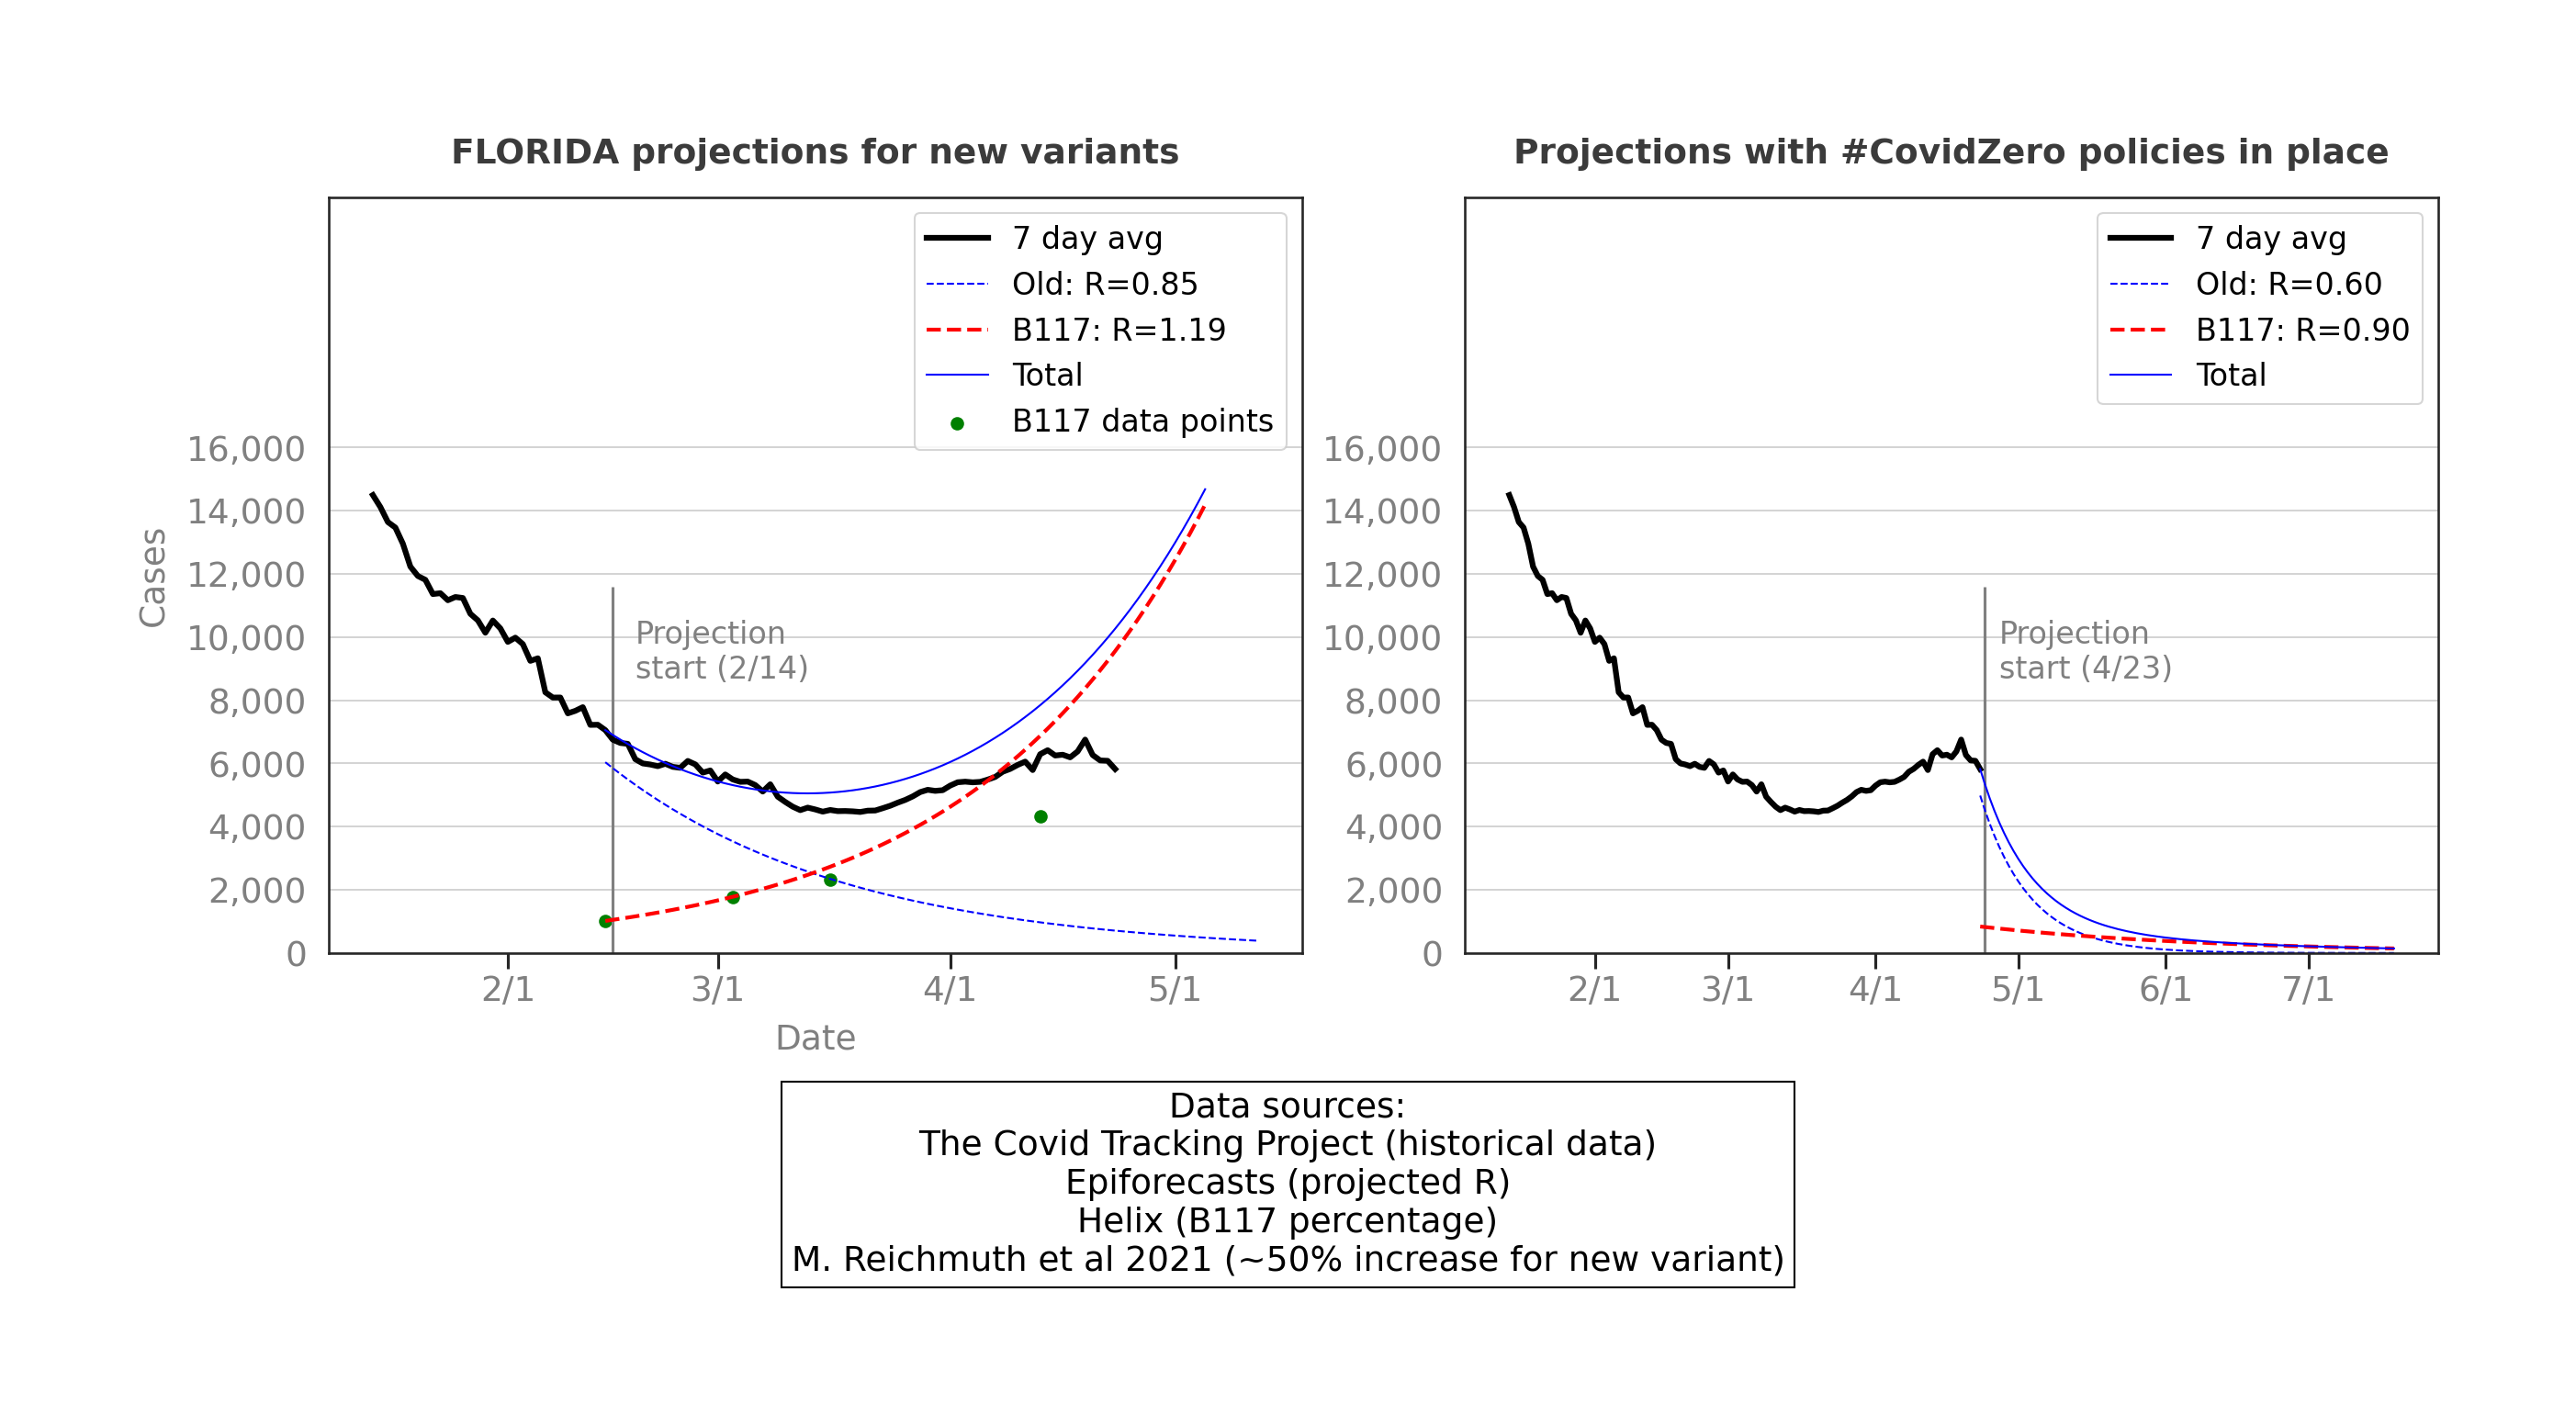 FLORIDA projections for new variants
7 day avg
Old: R=0.85
B117: R=1.19
Total
B117 data points
Cases
16,000
14,000
12,000
10,000
8,000
6,000
4,000
2,000
0
Projection
start (2/14)
2/1
3/1
4/1
5/1
Date
Projections with #CovidZero policies in place
7 day avg
Old: R=0.60
B117: R=0.90
Total
16,000
14,000
12,000
10,000
8,000
6,000
4,000
2,000
0
Projection
start (4/23)
2/1
3/1
4/1
5/1
6/1
7/1
Data sources:
The Covid Tracking Project (historical data)
Epiforecasts (projected R)
Helix (B117 percentage)
M. Reichmuth et al 2021 (~50% increase for new variant)